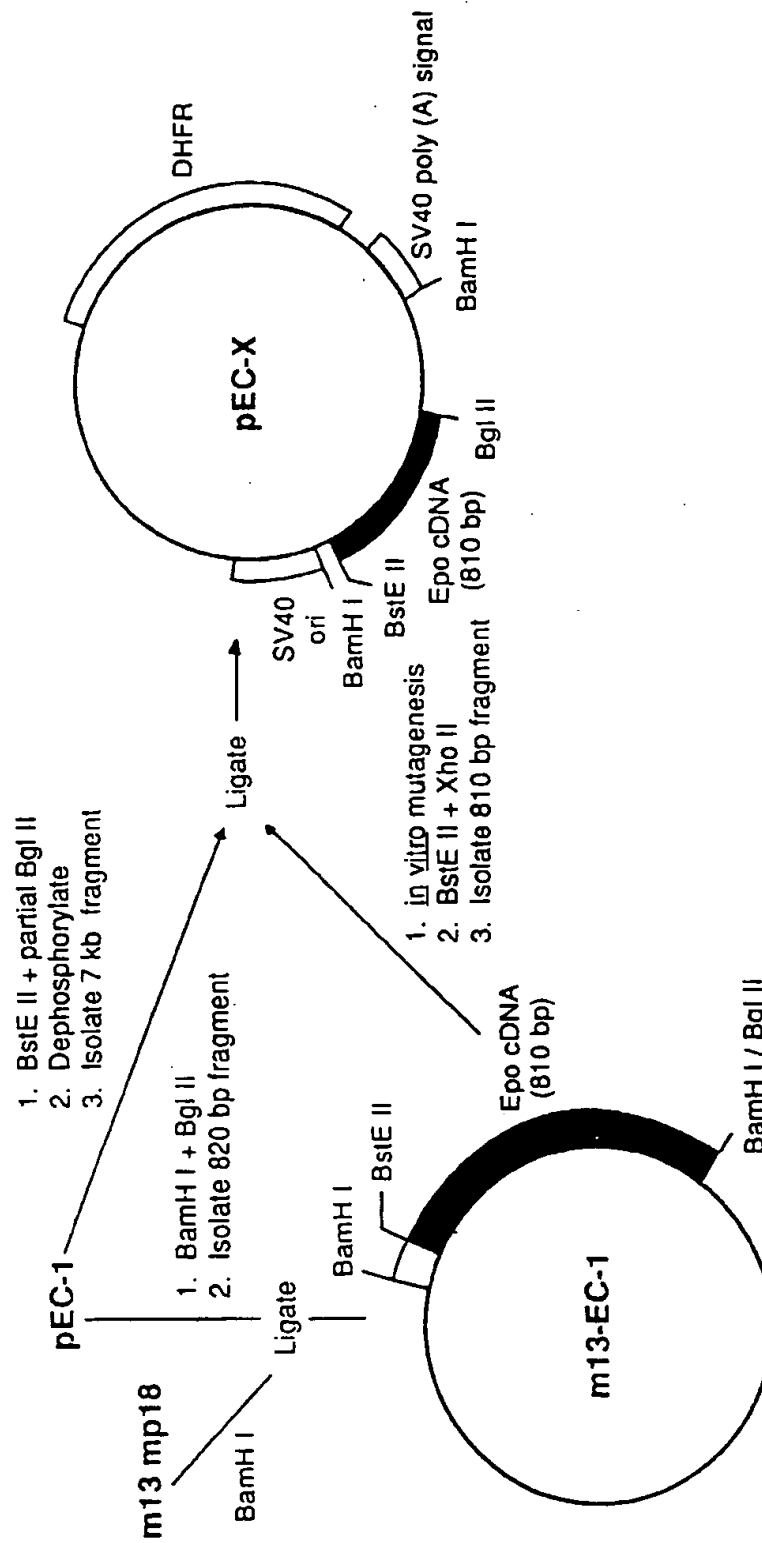 pEC-1
m13 mp18
BamH I
Ligate
1. BamH I + Bgl II
2. Isolate 820 bp fragment
1. BstE II + partial Bgl II
2. Dephosphorylate
3. Isolate 7 kb fragment
BamH I
BstE II
Epo cDNA
(810 bp)
BamH I / Bgl II
m13-EC-1
1. in vitro mutagenesis
2. BstE II + Xho II
3. Isolate 810 bp fragment
Ligate
SV40
ori
BamH I
BstE II
Epo cDNA
(810 bp)
Bgl II
BamH I
SV40 poly (A) signal
DHFR
pEC-X